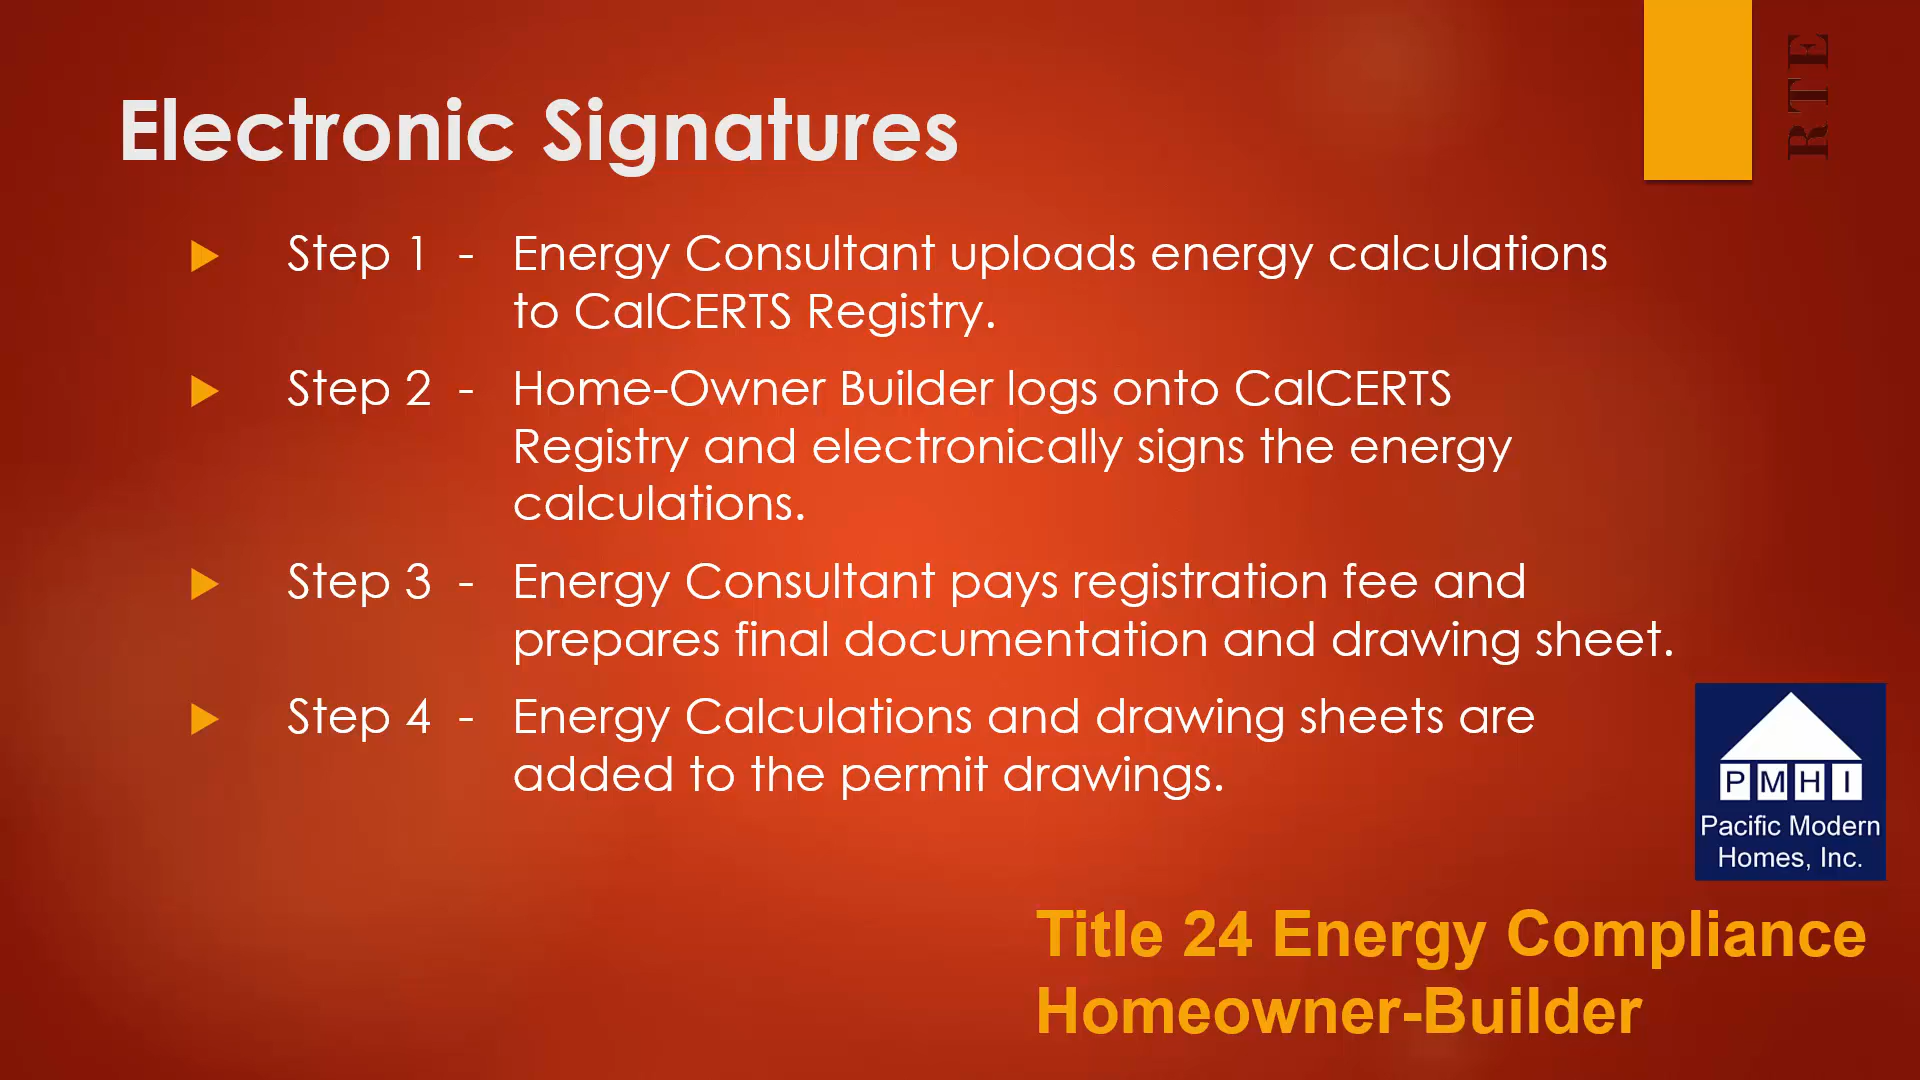 RTE
Electronic Signatures
Step 1 - Energy Consultant uploads energy calculations
to CalCERTS Registry.
Step 2 - Home-Owner Builder logs onto CalCERTS
Registry and electronically signs the energy
calculations.
Step 3 - Energy Consultant pays registration fee and
prepares final documentation and drawing sheet.
Step 4 - Energy Calculations and drawing sheets are
added to the permit drawings.
PMHI
Pacific Modern
Homes, Inc.
Title 24 Energy Compliance
Homeowner-Builder